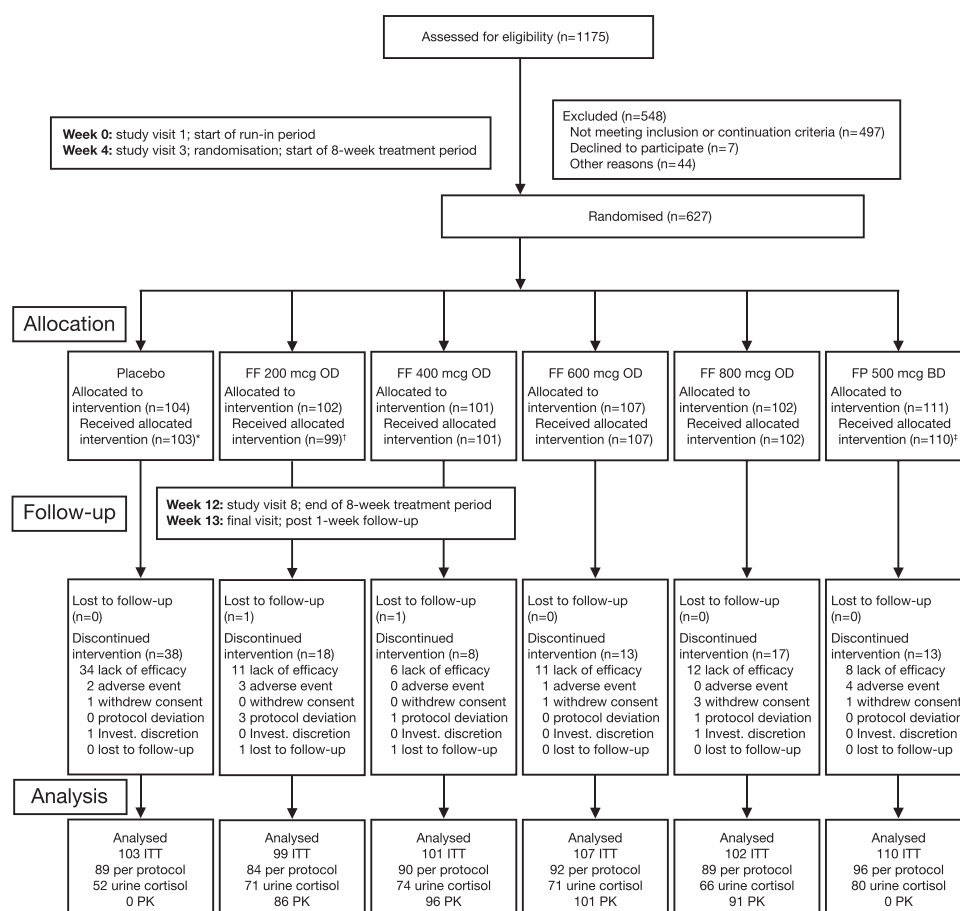 Assessed for eligibility (n=1175)
Week 0: study visit 1; start of run-in period
Week 4: study visit 3; randomisation; start of 8-week treatment period
Excluded (n=548)
Not meeting inclusion or continuation criteria (n=497)
Declined to participate (n=7)
Other reasons (n=44)
Randomised (n=627)
Allocation
Placebo
Allocated to
intervention (n=104)
Received allocated
intervention (n=103)*
FF 200 mcg OD
Allocated to
intervention (n=102)
Received allocated
intervention (n=99)†
FF 400 mcg OD
Allocated to
intervention (n=101)
Received allocated
intervention (n=101)
FF 600 mcg OD
Allocated to
intervention (n=107)
Received allocated
intervention (n=107)
FF 800 mcg OD
Allocated to
intervention (n=102)
Received allocated
intervention (n=102)
FP 500 mcg BD
Allocated to
intervention (n=111)
Received allocated
intervention (n=110)‡
Follow-up
Week 12: study visit 8; end of 8-week treatment period
Week 13: final visit; post 1-week follow-up
Lost to follow-up
(n=0)
Discontinued
intervention (n=38)
34 lack of efficacy
2 adverse event
1 withdrew consent
0 protocol deviation
1 Invest. discretion
0 lost to follow-up
Lost to follow-up
(n=1)
Discontinued
intervention (n=18)
11 lack of efficacy
3 adverse event
0 withdrew consent
3 protocol deviation
0 Invest. discretion
1 lost to follow-up
Lost to follow-up
(n=1)
Discontinued
intervention (n=8)
6 lack of efficacy
0 adverse event
0 withdrew consent
1 protocol deviation
0 Invest. discretion
1 lost to follow-up
Lost to follow-up
(n=0)
Discontinued
intervention (n=13)
11 lack of efficacy
1 adverse event
1 withdrew consent
0 protocol deviation
0 Invest. discretion
0 lost to follow-up
Lost to follow-up
(n=0)
Discontinued
intervention (n=17)
12 lack of efficacy
0 adverse event
3 withdrew consent
1 protocol deviation
1 Invest. discretion
0 lost to follow-up
Lost to follow-up
(n=0)
Discontinued
intervention (n=13)
8 lack of efficacy
4 adverse event
1 withdrew consent
0 protocol deviation
0 Invest. discretion
0 lost to follow-up
Analysis
Analysed
103 ITT
89 per protocol
52 urine cortisol
0 PK
Analysed
99 ITT
84 per protocol
71 urine cortisol
86 PK
Analysed
101 ITT
90 per protocol
74 urine cortisol
96 PK
Analysed
107 ITT
92 per protocol
71 urine cortisol
101 PK
Analysed
102 ITT
89 per protocol
66 urine cortisol
91 PK
Analysed
110 ITT
96 per protocol
80 urine cortisol
0 PK